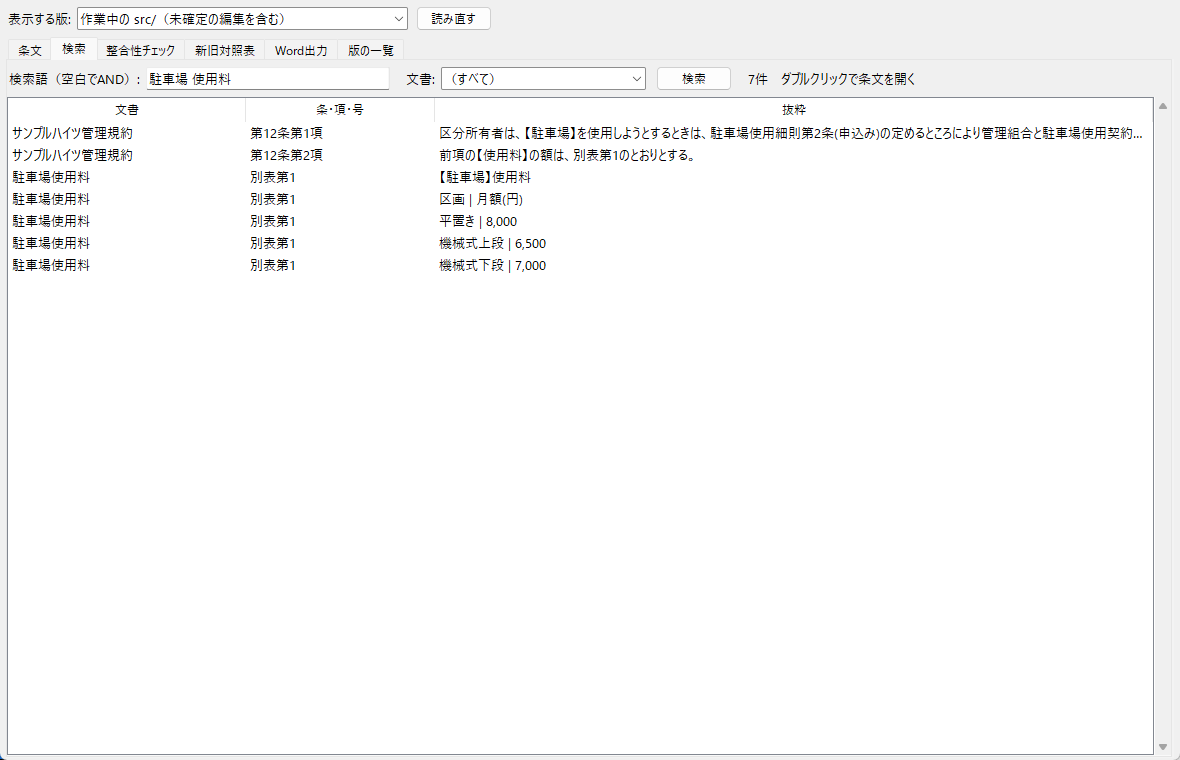 表示する版: 作業中の src/（未確定の編集を含む） 読み直す
条文 検索 整合性チェック 新旧対照表 Word出力 版の一覧
検索語（空白でAND）: 駐車場 使用料 文書: （すべて） 検索 7件 ダブルクリックで条文を開く
文書 条・項・号 抜粋
サンプルハイツ管理規約 第12条第1項 区分所有者は、【駐車場】を使用しようとするときは、駐車場使用細則第2条(申込み)の定めるところにより管理組合と駐車場使用契約...
サンプルハイツ管理規約 第12条第2項 前項の【使用料】の額は、別表第1のとおりとする。
駐車場使用料 別表第1 【駐車場】使用料
駐車場使用料 別表第1 区画 | 月額(円)
駐車場使用料 別表第1 平置き | 8,000
駐車場使用料 別表第1 機械式上段 | 6,500
駐車場使用料 別表第1 機械式下段 | 7,000